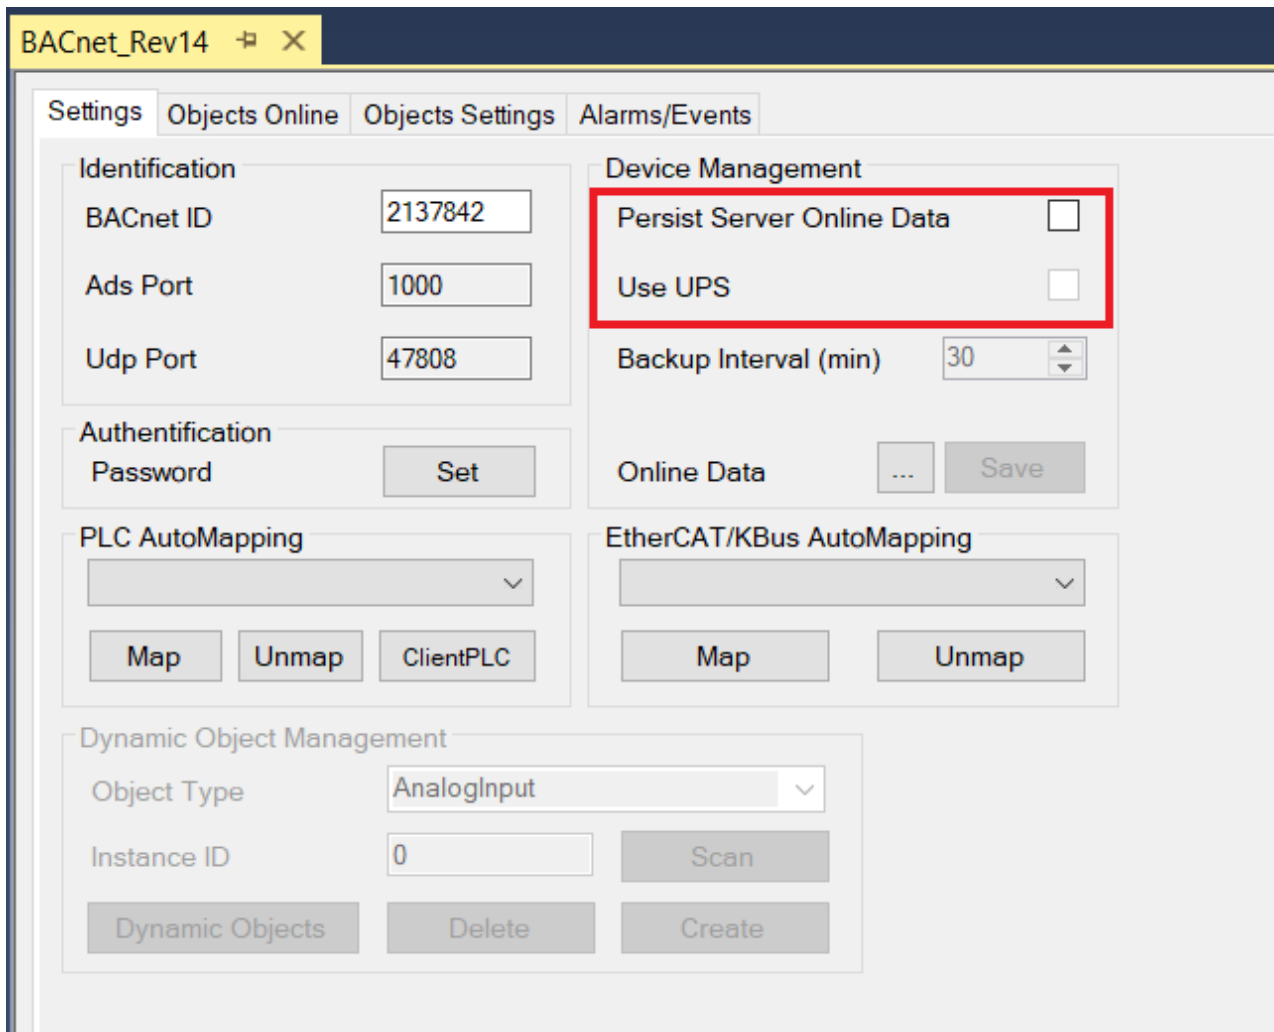 BACnet_Rev14
Settings Objects Online Objects Settings Alarms/Events
Identification
BACnet ID 2137842
Ads Port 1000
Udp Port 47808
Authentification
Password Set
Device Management
Persist Server Online Data
Use UPS
Backup Interval (min) 30
Online Data ... Save
PLC AutoMapping
Map Unmap ClientPLC
EtherCAT/KBus AutoMapping
Map Unmap
Dynamic Object Management
Object Type AnalogInput
Instance ID 0 Scan
Dynamic Objects Delete Create